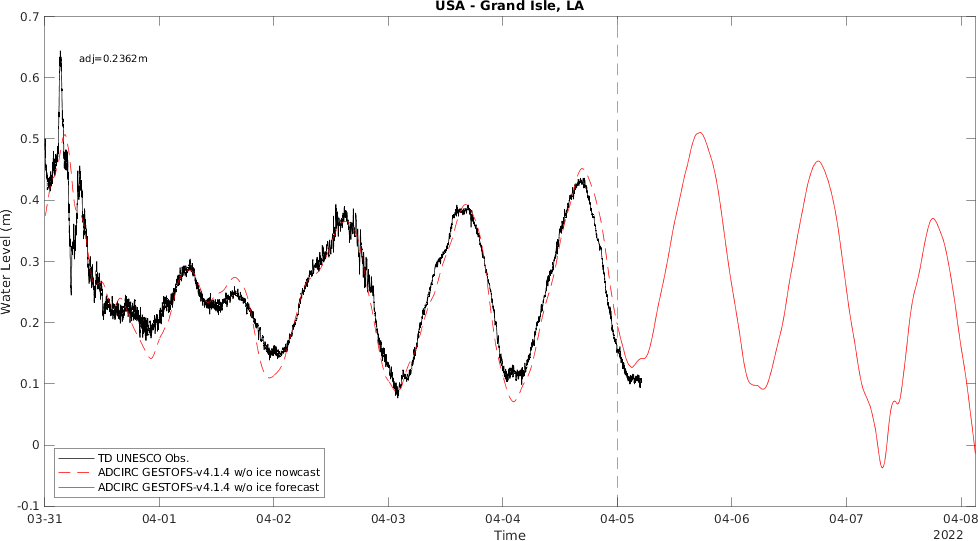 USA - Grand Isle, LA
adj=0.2362m
0.7
0.6
0.5
0.4
0.3
0.2
0.1
0
-0.1
Water Level (m)
TD UNESCO Obs.
ADCIRC GESTOFS-v4.1.4 w/o ice nowcast
ADCIRC GESTOFS-v4.1.4 w/o ice forecast
03-31 04-01 04-02 04-03 04-04 04-05 04-06 04-07 04-08
Time
2022